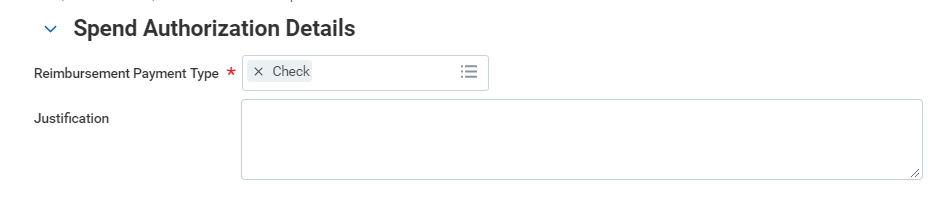 Spend Authorization Details
Reimbursement Payment Type *
× Check
Justification